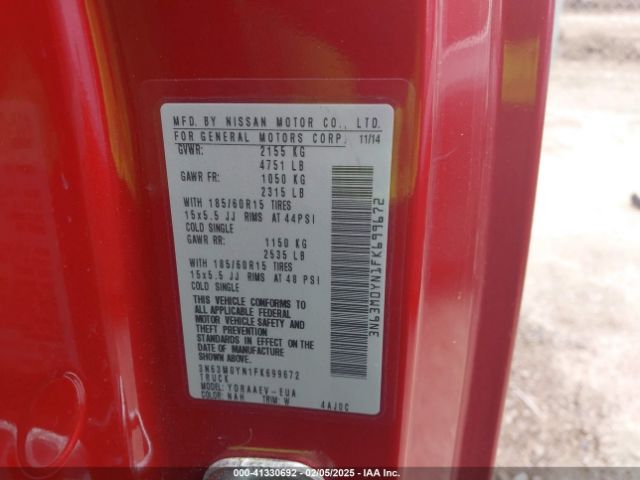 MFD. BY NISSAN MOTOR CO., LTD.
FOR GENERAL MOTORS CORP. 11/14
GVWR: 2155 KG
4751 LB
GAWR FR: 1050 KG
2315 LB
WITH 185/60R15 TIRES
15x5.5 JJ RIMS AT 44PSI
COLD SINGLE
GAWR RR: 1150 KG
2535 LB
WITH 185/60R15 TIRES
15x5.5 JJ RIMS AT 48 PSI
COLD SINGLE
THIS VEHICLE CONFORMS TO
ALL APPLICABLE FEDERAL
MOTOR VEHICLE SAFETY AND
THEFT PREVENTION
STANDARDS IN EFFECT ON THE
DATE OF MANUFACTURE
SHOWN ABOVE.
3N63M0YN1FK699672
TRUCK
MODEL: YDRAAEV-EUA
COLOR: NAH TRIM: W
4AJ0C
3N63M0YN1FK699672
©-41330692 - 02/05/2025 - IAA Inc.